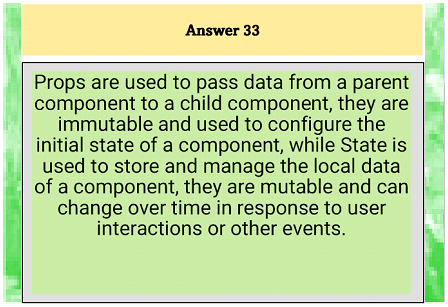 Answer 33
Props are used to pass data from a parent
component to a child component, they are
immutable and used to configure the
initial state of a component, while State is
used to store and manage the local data
of a component, they are mutable and can
change over time in response to user
interactions or other events.